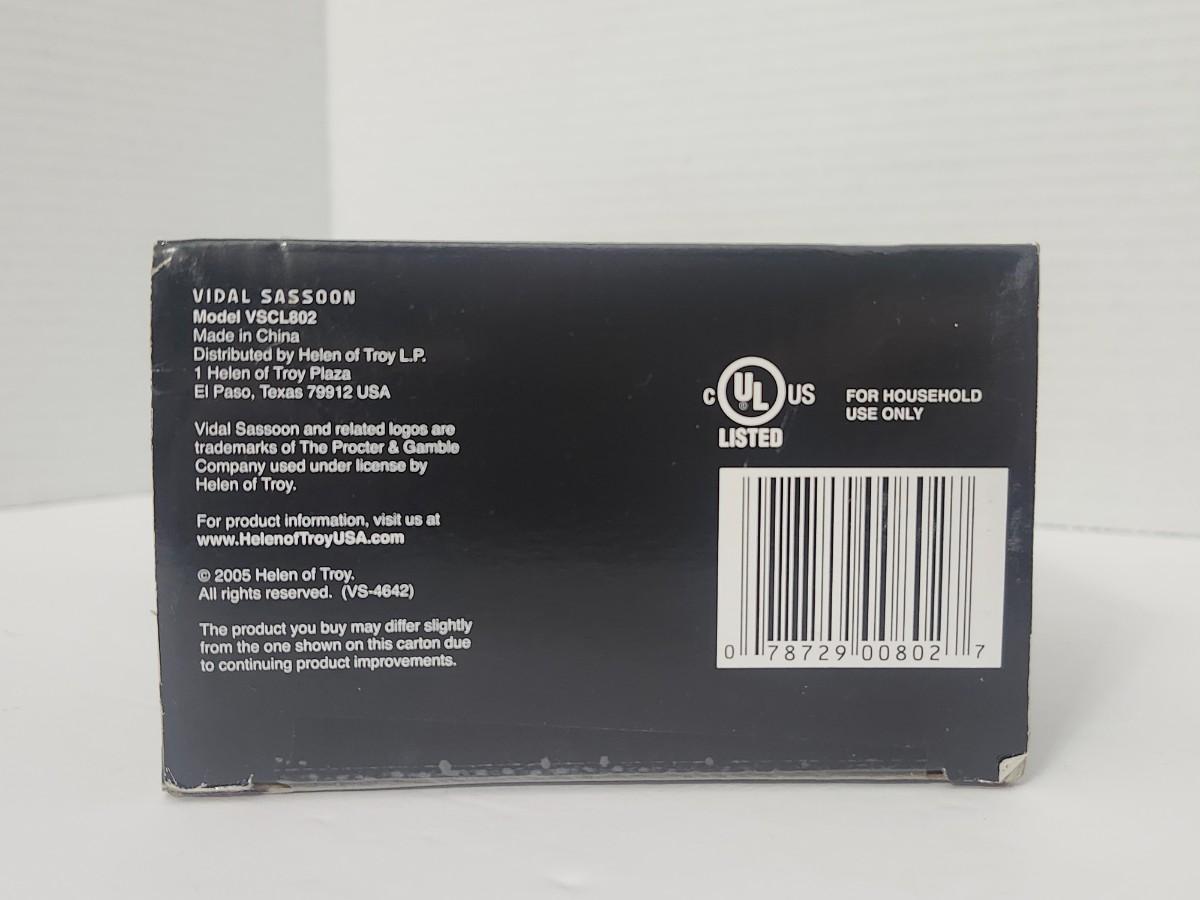 VIDAL SASSOON
Model VSCL802
Made in China
Distributed by Helen of Troy L.P.
1 Helen of Troy Plaza
El Paso, Texas 79912 USA
Vidal Sassoon and related logos are
trademarks of The Procter & Gamble
Company used under license by
Helen of Troy.
For product information, visit us at
www.HelenofTroyUSA.com
© 2005 Helen of Troy.
All rights reserved. (VS-4642)
The product you buy may differ slightly
from the one shown on this carton due
to continuing product improvements.
C UL® US
LISTED
FOR HOUSEHOLD
USE ONLY
0 78729 00802 7